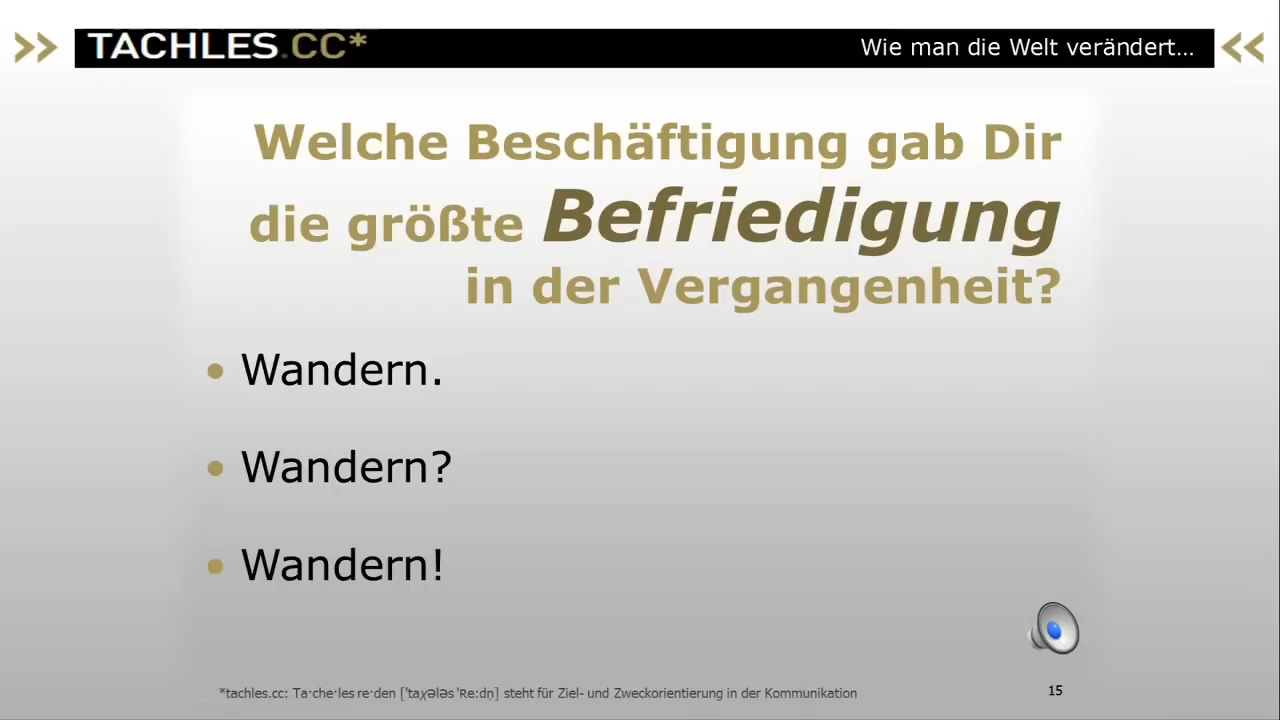 TACHLES.CC*
Wie man die Welt verändert...
Welche Beschäftigung gab Dir
die größte Befriedigung
in der Vergangenheit?
• Wandern.
• Wandern?
• Wandern!
*tachles.cc: Ta·che·les re·den ['taχələs 'Re:dn̩] steht für Ziel- und Zweckorientierung in der Kommunikation
15